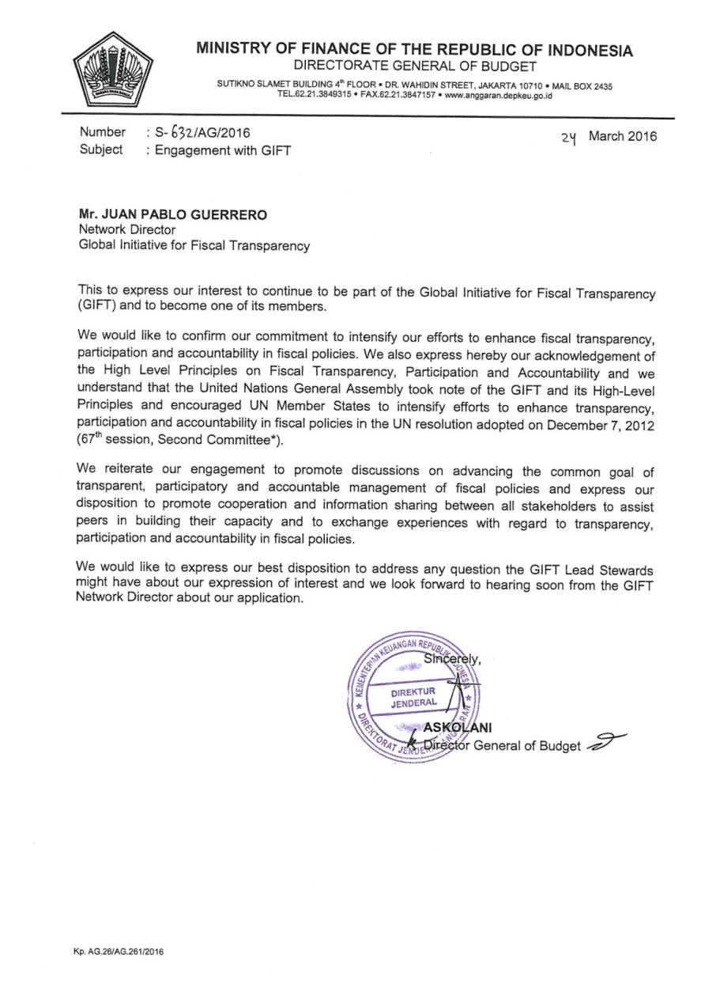 MINISTRY OF FINANCE OF THE REPUBLIC OF INDONESIA
DIRECTORATE GENERAL OF BUDGET
SUTIKNO SLAMET BUILDING 4th FLOOR • DR. WAHIDIN STREET, JAKARTA 10710 • MAIL BOX 2435
TEL.62.21.3849315 • FAX.62.21.3847157 • www.anggaran.depkeu.go.id
Number : S-632/AG/2016
24 March 2016
Subject : Engagement with GIFT
Mr. JUAN PABLO GUERRERO
Network Director
Global Initiative for Fiscal Transparency
This to express our interest to continue to be part of the Global Initiative for Fiscal Transparency
(GIFT) and to become one of its members.
We would like to confirm our commitment to intensify our efforts to enhance fiscal transparency,
participation and accountability in fiscal policies. We also express hereby our acknowledgement of
the High Level Principles on Fiscal Transparency, Participation and Accountability and we
understand that the United Nations General Assembly took note of the GIFT and its High-Level
Principles and encouraged UN Member States to intensify efforts to enhance transparency,
participation and accountability in fiscal policies in the UN resolution adopted on December 7, 2012
(67th session, Second Committee*).
We reiterate our engagement to promote discussions on advancing the common goal of
transparent, participatory and accountable management of fiscal policies and express our
disposition to promote cooperation and information sharing between all stakeholders to assist
peers in building their capacity and to exchange experiences with regard to transparency,
participation and accountability in fiscal policies.
We would like to express our best disposition to address any question the GIFT Lead Stewards
might have about our expression of interest and we look forward to hearing soon from the GIFT
Network Director about our application.
Sincerely,
KEMENTERIAN KEUANGAN REPUBLIK INDONESIA
DIREKTUR
JENDERAL
DIREKTORAT JENDERAL ANGGARAN
ASKOLANI
Director General of Budget
Kp. AG.26/AG.261/2016